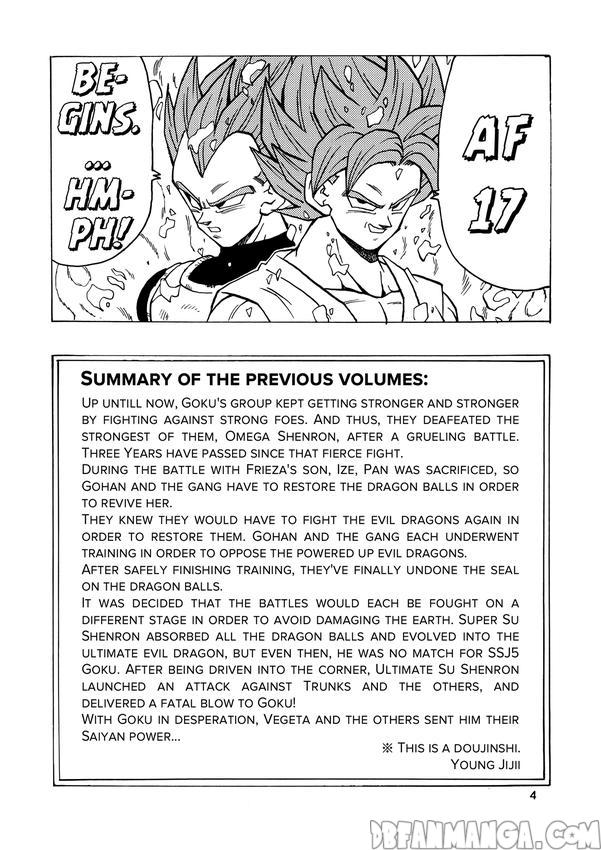 AF
17
BE-
GINS.
...
HM-
PH!
SUMMARY OF THE PREVIOUS VOLUMES:
UP UNTILL NOW, GOKU'S GROUP KEPT GETTING STRONGER AND STRONGER
BY FIGHTING AGAINST STRONG FOES. AND THUS, THEY DEAFEATED THE
STRONGEST OF THEM, OMEGA SHENRON, AFTER A GRUELING BATTLE.
THREE YEARS HAVE PASSED SINCE THAT FIERCE FIGHT.
DURING THE BATTLE WITH FRIEZA'S SON, IZE, PAN WAS SACRIFICED, SO
GOHAN AND THE GANG HAVE TO RESTORE THE DRAGON BALLS IN ORDER
TO REVIVE HER.
THEY KNEW THEY WOULD HAVE TO FIGHT THE EVIL DRAGONS AGAIN IN
ORDER TO RESTORE THEM. GOHAN AND THE GANG EACH UNDERWENT
TRAINING IN ORDER TO OPPOSE THE POWERED UP EVIL DRAGONS.
AFTER SAFELY FINISHING TRAINING, THEY'VE FINALLY UNDONE THE SEAL
ON THE DRAGON BALLS.
IT WAS DECIDED THAT THE BATTLES WOULD EACH BE FOUGHT ON A
DIFFERENT STAGE IN ORDER TO AVOID DAMAGING THE EARTH. SUPER SU
SHENRON ABSORBED ALL THE DRAGON BALLS AND EVOLVED INTO THE
ULTIMATE EVIL DRAGON, BUT EVEN THEN, HE WAS NO MATCH FOR SSJ5
GOKU. AFTER BEING DRIVEN INTO THE CORNER, ULTIMATE SU SHENRON
LAUNCHED AN ATTACK AGAINST TRUNKS AND THE OTHERS, AND
DELIVERED A FATAL BLOW TO GOKU!
WITH GOKU IN DESPERATION, VEGETA AND THE OTHERS SENT HIM THEIR
SAIYAN POWER...
※ THIS IS A DOUJINSHI.
YOUNG JIJII
4
DBFANMANGA.COM